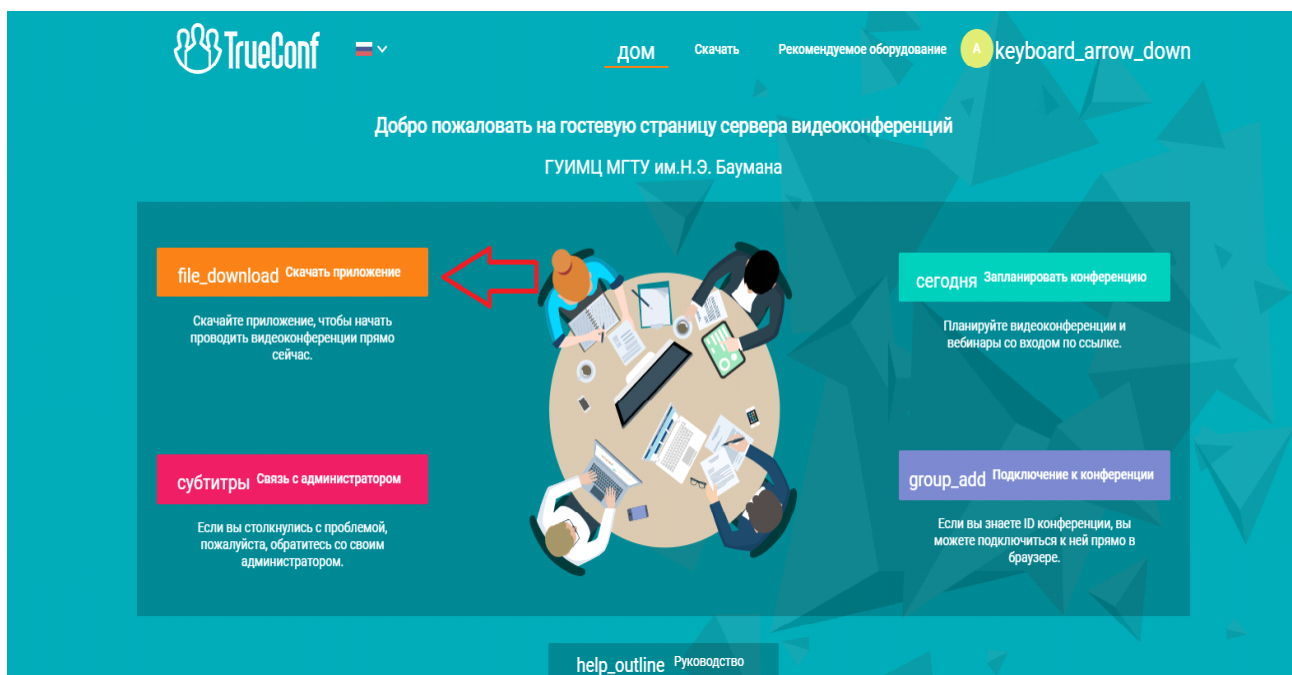 TrueConf
дом Скачать Рекомендуемое оборудование A keyboard_arrow_down
Добро пожаловать на гостевую страницу сервера видеоконференций
ГУИМЦ МГТУ им.Н.Э. Баумана
file_download Скачать приложение
Скачайте приложение, чтобы начать
проводить видеоконференции прямо
сейчас.
сегодня Запланировать конференцию
Планируйте видеоконференции и
вебинары со входом по ссылке.
субтитры Связь с администратором
Если вы столкнулись с проблемой,
пожалуйста, обратитесь со своим
администратором.
group_add Подключение к конференции
Если вы знаете ID конференции, вы
можете подключиться к ней прямо в
браузере.
help_outline Руководство